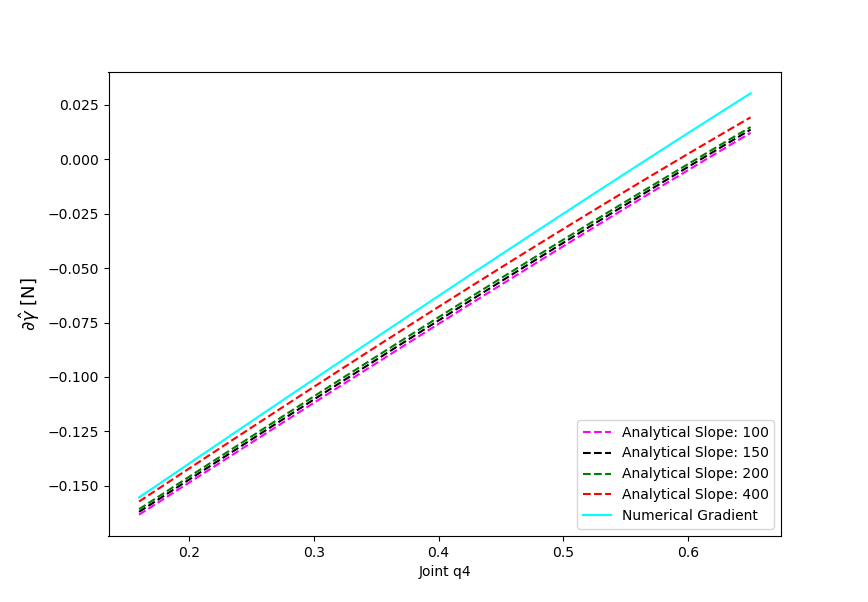 0.025
0.000
−0.025
−0.050
−0.075
−0.100
−0.125
−0.150
∂γ̂ [N]
Analytical Slope: 100
Analytical Slope: 150
Analytical Slope: 200
Analytical Slope: 400
Numerical Gradient
0.2 0.3 0.4 0.5 0.6
Joint q4